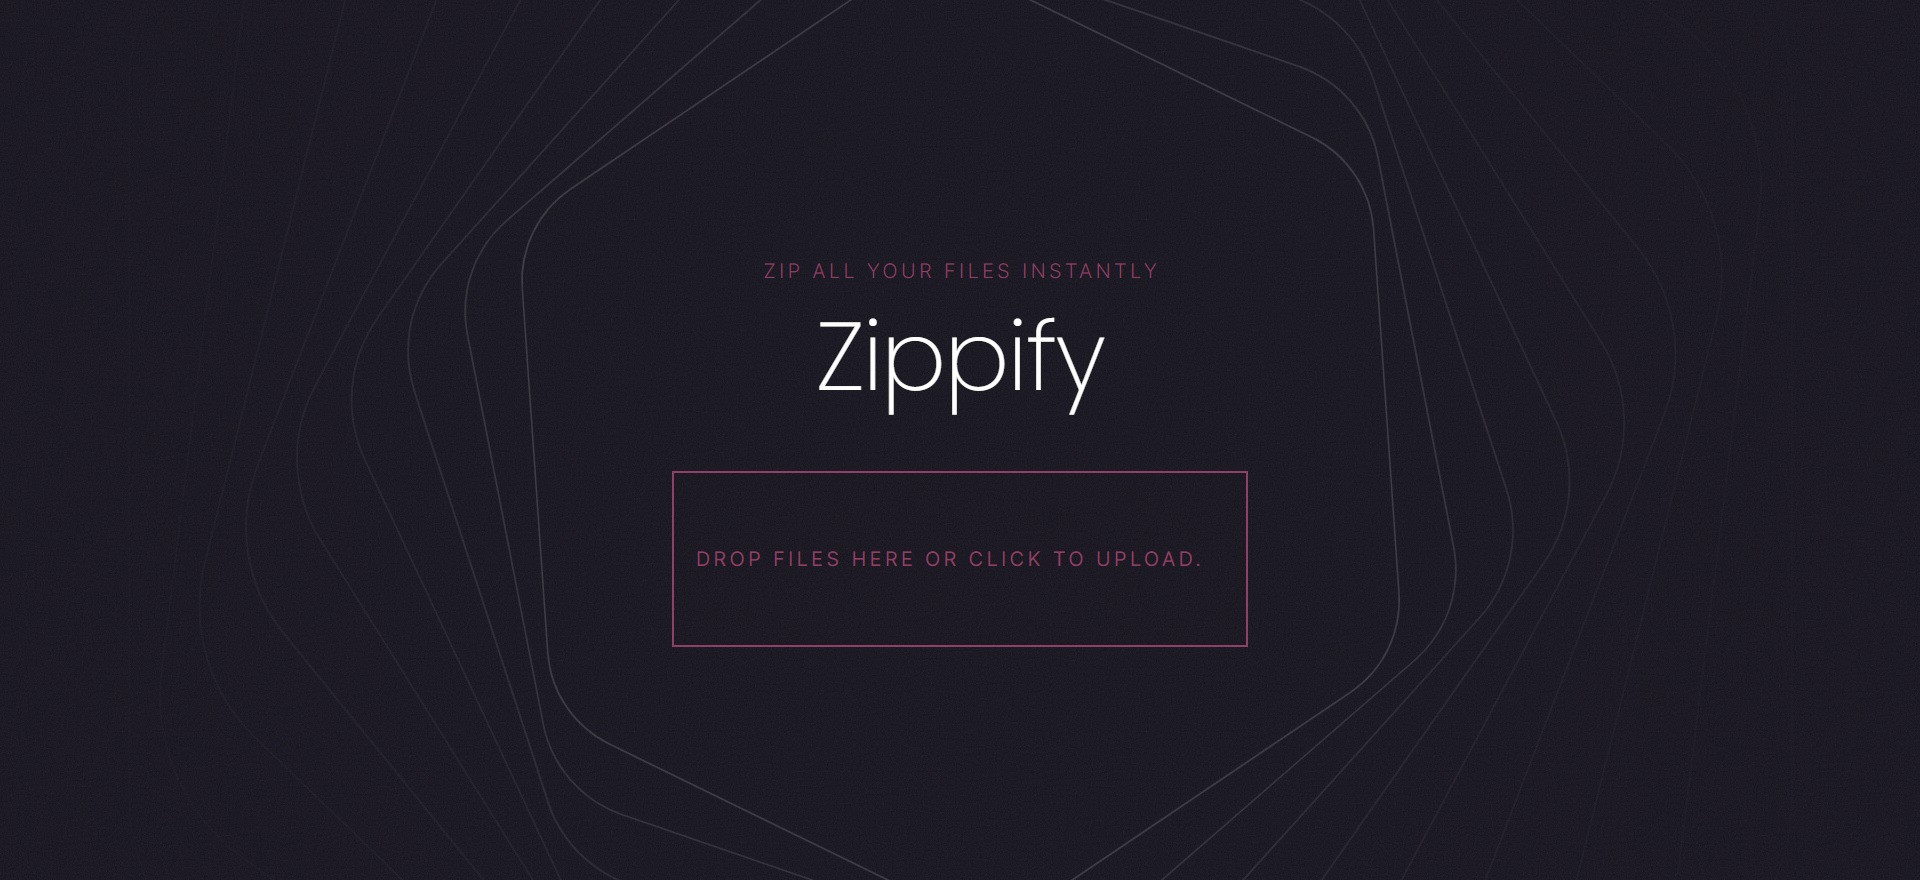 ZIP ALL YOUR FILES INSTANTLY
Zippify
DROP FILES HERE OR CLICK TO UPLOAD.